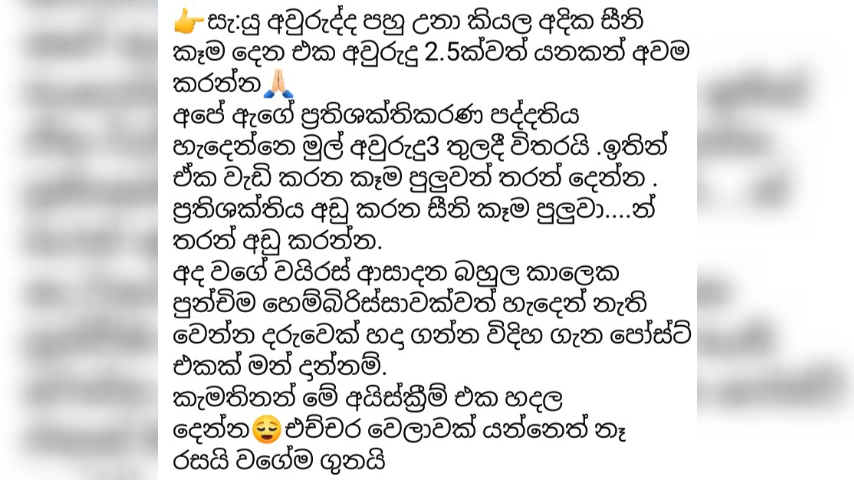 👉සැ:යු අවුරුද්ද පහු උනා කියල අදික සීනි
කෑම දෙන එක අවුරුදු 2.5ක්වත් යනකන් අවම
කරන්න🙏🏻
අපේ ඇගේ ප්‍රතිශක්තිකරණ පද්දතිය
හැදෙන්නෙ මුල් අවුරුදු3 තුලදී විතරයි .ඉතින්
ඒක වැඩි කරන කෑම පුලුවන් තරන් දෙන්න .
ප්‍රතිශක්තිය අඩු කරන සීනි කෑම පුලුවා....න්
තරන් අඩු කරන්න.
අද වගේ වයිරස් ආසාදන බහුල කාලෙක
පුන්චිම හෙම්බිරිස්සාවක්වත් හැදෙන් නැති
වෙන්න දරුවෙක් හදා ගන්න විදිහ ගැන පෝස්ට්
එකක් මන් දාන්නම්.
කැමතිනන් මේ අයිස්ක්‍රීම් එක හදල
දෙන්න😌එච්චර වෙලාවක් යන්නෙත් නෑ
රසයි වගේම ගුනයි